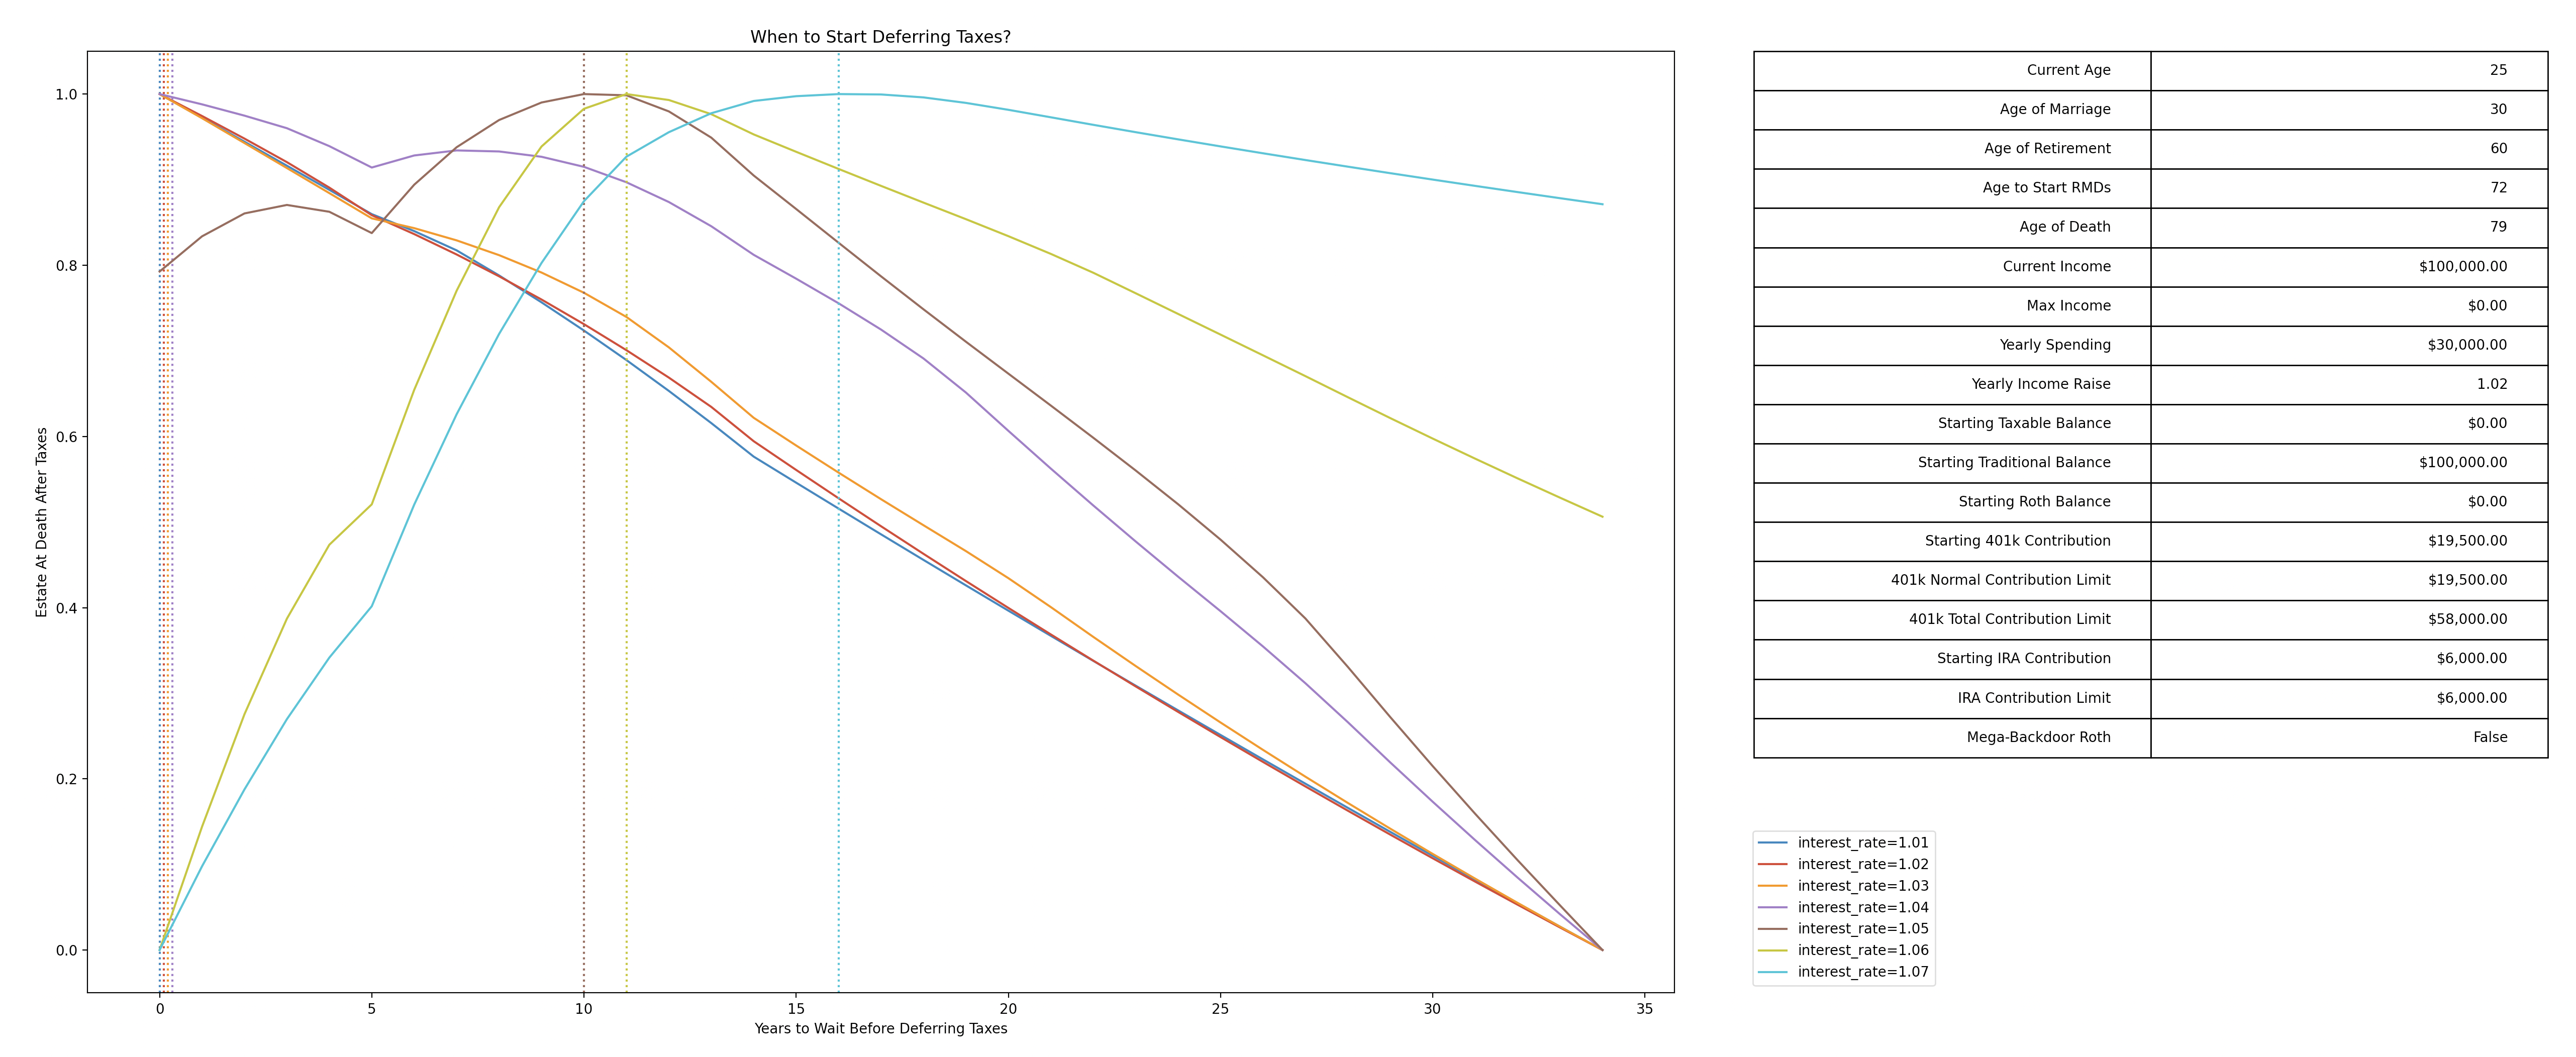 When to Start Deferring Taxes?
Estate At Death After Taxes
1.0
0.8
0.6
0.4
0.2
0.0
0 5 10 15 20 25 30 35
Years to Wait Before Deferring Taxes
Current Age 25
Age of Marriage 30
Age of Retirement 60
Age to Start RMDs 72
Age of Death 79
Current Income $100,000.00
Max Income $0.00
Yearly Spending $30,000.00
Yearly Income Raise 1.02
Starting Taxable Balance $0.00
Starting Traditional Balance $100,000.00
Starting Roth Balance $0.00
Starting 401k Contribution $19,500.00
401k Normal Contribution Limit $19,500.00
401k Total Contribution Limit $58,000.00
Starting IRA Contribution $6,000.00
IRA Contribution Limit $6,000.00
Mega-Backdoor Roth False
interest_rate=1.01
interest_rate=1.02
interest_rate=1.03
interest_rate=1.04
interest_rate=1.05
interest_rate=1.06
interest_rate=1.07